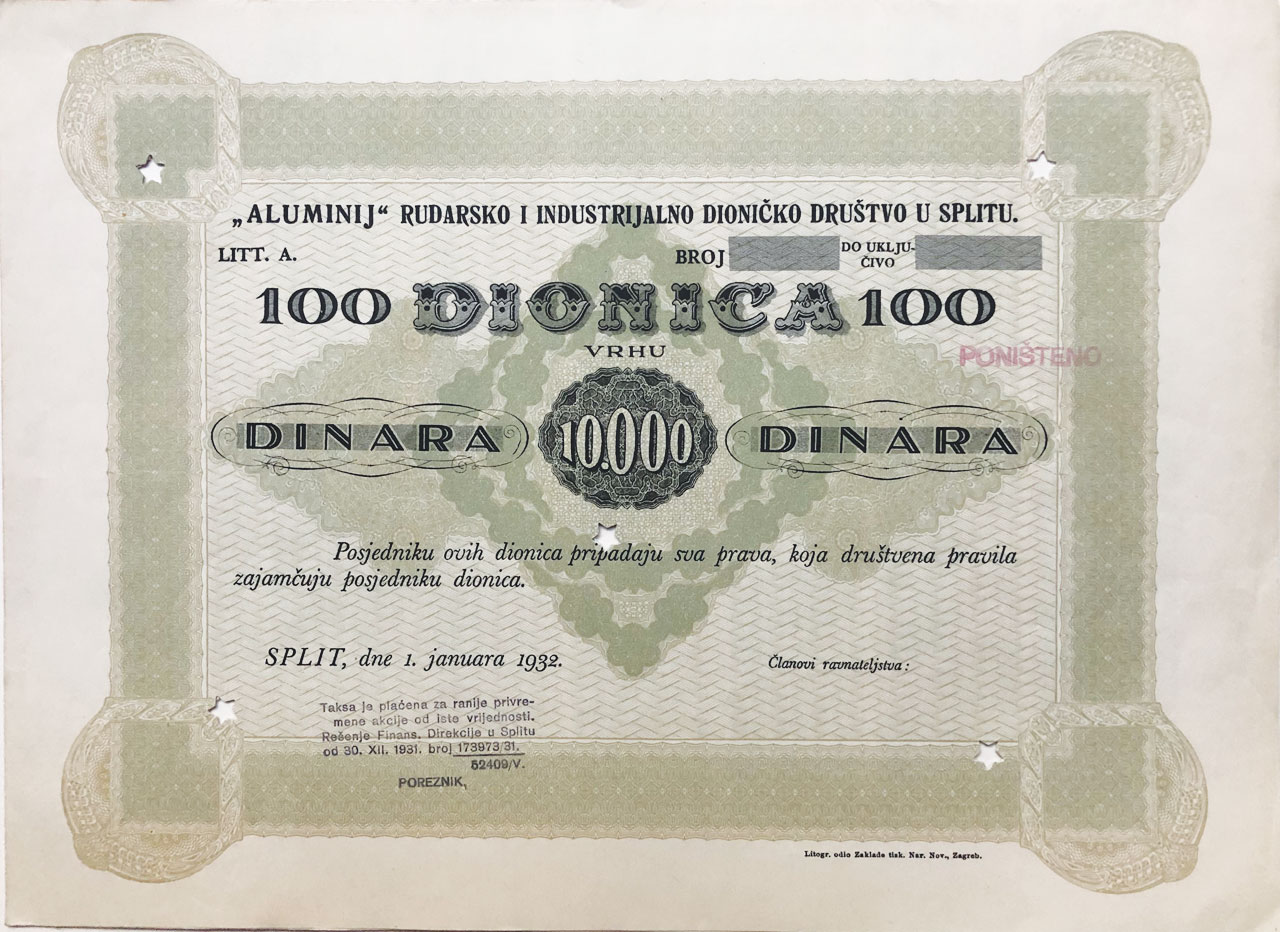 „ALUMINIJ“ RUDARSKO I INDUSTRIJALNO DIONIČKO DRUŠTVO U SPLITU.
LITT. A. BROJ DO UKLJU-
ČIVO
100 DIONICA 100
VRHU
PONIŠTENO
DINARA 10.000 DINARA
Posjedniku ovih dionica pripadaju sva prava, koja društvena pravila
zajamčuju posjedniku dionica.
SPLIT, dne 1. januara 1932.
Članovi ravnateljstva:
Taksa je plaćena za ranije privre-
mene akcije od iste vrijednosti.
Rešenje Finans. Direkcije u Splitu
od 30. XII. 1931. broj 173973/31.
52409/V.
POREZNIK,
Litogr. odio Zaklade tisk. Nar. Nov., Zagreb.